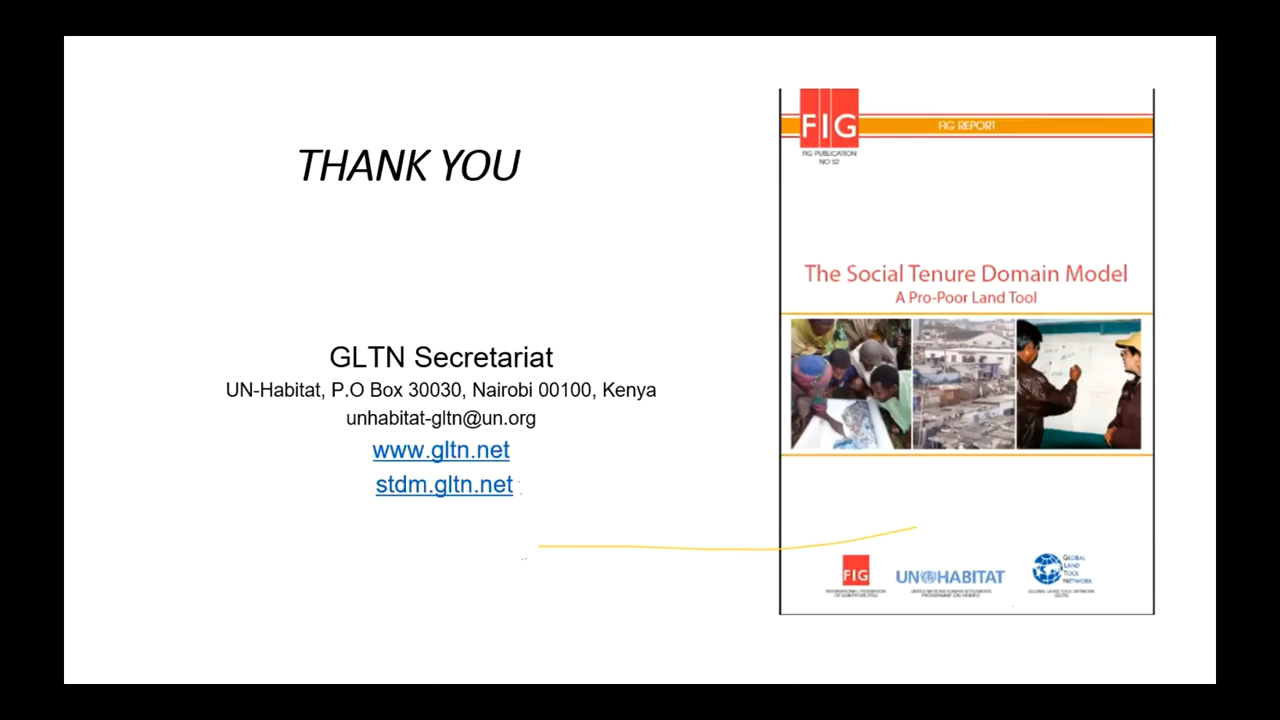 THANK YOU
GLTN Secretariat
UN-Habitat, P.O Box 30030, Nairobi 00100, Kenya
unhabitat-gltn@un.org
www.gltn.net
stdm.gltn.net
FIG
FIG REPORT
FIG PUBLICATION
NO 52
The Social Tenure Domain Model
A Pro-Poor Land Tool
FIG
INTERNATIONAL FEDERATION
OF SURVEYORS (FIG)
UN HABITAT
UNITED NATIONS HUMAN SETTLEMENTS
PROGRAMME (UN-HABITAT)
GLOBAL
LAND
TOOL
NETWORK
GLOBAL LAND TOOL NETWORK
(GLTN)